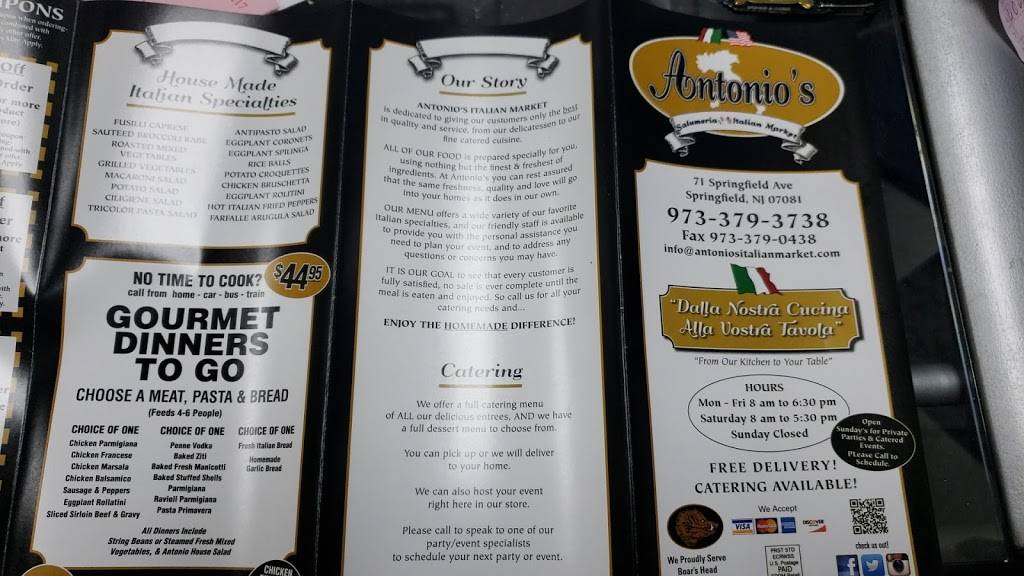 PONS
House Made
Italian Specialties
FUSILLI CAPRESE
SAUTEED BROCCOLI RABE
ROASTED MIXED
VEGETABLES
GRILLED VEGETABLES
MACARONI SALAD
POTATO SALAD
CILIGIENE SALAD
TRICOLOR PASTA SALAD
ANTIPASTO SALAD
EGGPLANT CORONETS
EGGPLANT SPILINGA
RICE BALLS
POTATO CROQUETTES
CHICKEN BRUSCHETTA
EGGPLANT ROLITINI
HOT ITALIAN FRIED PEPPERS
FARFALLE ARUGULA SALAD
NO TIME TO COOK?
$44.95
call from home - car - bus - train
GOURMET
DINNERS
TO GO
CHOOSE A MEAT, PASTA & BREAD
(Feeds 4-6 People)
CHOICE OF ONE
Chicken Parmigiana
Chicken Francese
Chicken Marsala
Chicken Balsamico
Sausage & Peppers
Eggplant Rollatini
Sliced Sirloin Beef & Gravy
CHOICE OF ONE
Penne Vodka
Baked Ziti
Baked Fresh Manicotti
Baked Stuffed Shells
Parmigiana
Ravioli Parmigiana
Pasta Primavera
CHOICE OF ONE
Fresh Italian Bread
Homemade
Garlic Bread
All Dinners Include
String Beans or Steamed Fresh Mixed
Vegetables, & Antonio House Salad
CHICKEN
Our Story
ANTONIO'S ITALIAN MARKET
is dedicated to giving our customers only the best
in quality and service, from our delicatessen to our
fine catered cuisine.
ALL OF OUR FOOD is prepared specially for you,
using nothing but the finest & freshest of
ingredients. At Antonio's you can rest assured
that the same freshness, quality and love will go
into your homes as it does in our own.
OUR MENU offers a wide variety of our favorite
Italian specialties, and our friendly staff is available
to provide you with the personal assistance you
need to plan your event, and to address any
questions or concerns you may have.
IT IS OUR GOAL to see that every customer is
fully satisfied, no sale is ever complete until the
meal is eaten and enjoyed. So call us for all your
catering needs and...
ENJOY THE HOMEMADE DIFFERENCE!
Catering
We offer a full catering menu
of ALL our delicious entrees, AND we have
a full dessert menu to choose from.
You can pick up or we will deliver
to your home.
We can also host your event
right here in our store.
Please call to speak to one of our
party/event specialists
to schedule your next party or event.
Antonio's
Salumeria Italian Market
71 Springfield Ave
Springfield, NJ 07081
973-379-3738
Fax 973-379-0438
info@antoniositalianmarket.com
"Dalla Nostra Cucina
Alla Vostra Tavola"
"From Our Kitchen to Your Table"
HOURS
Mon - Fri 8 am to 6:30 pm
Saturday 8 am to 5:30 pm
Sunday Closed
Open
Sunday's for Private
Parties & Catered
Events.
PLease Call to
Schedule.
FREE DELIVERY!
CATERING AVAILABLE!
We Accept
VISA
DISCOVER
We Proudly Serve
Boar's Head
PRST STD
ECRWSS
U.S. Postage
PAID
check us out!